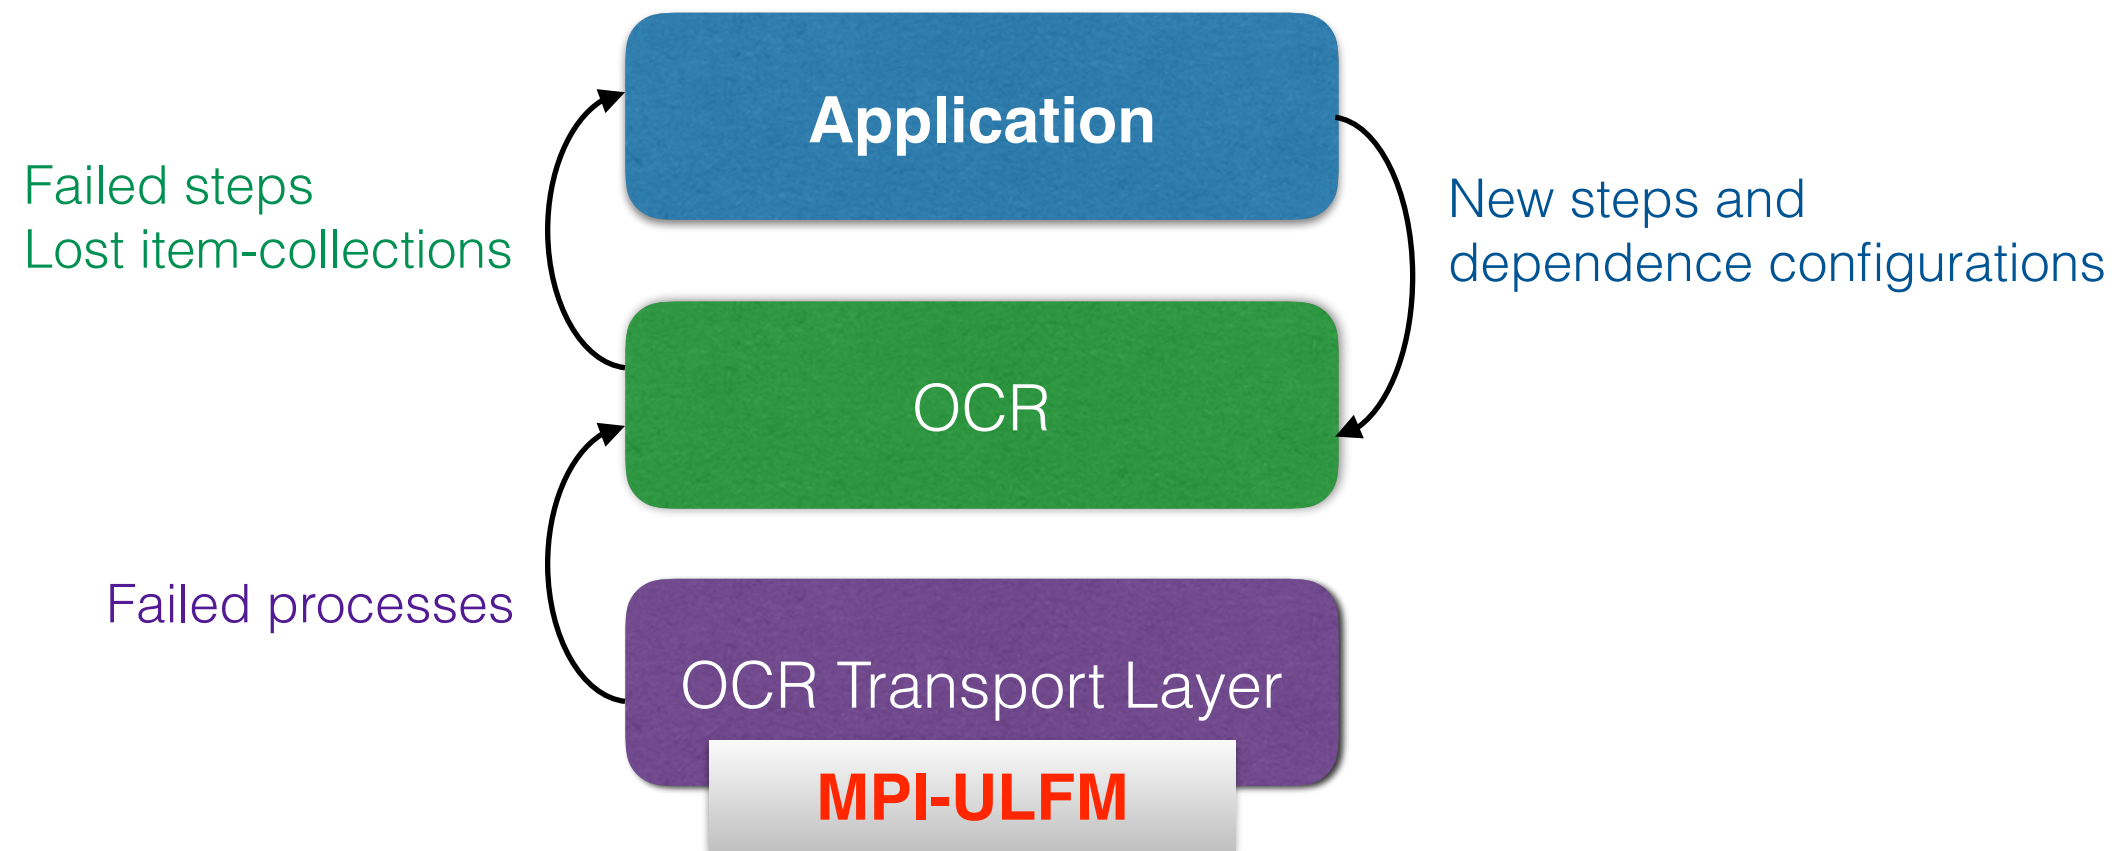 Application
Failed steps
Lost item-collections
New steps and
dependence configurations
OCR
Failed processes
OCR Transport Layer
MPI-ULFM